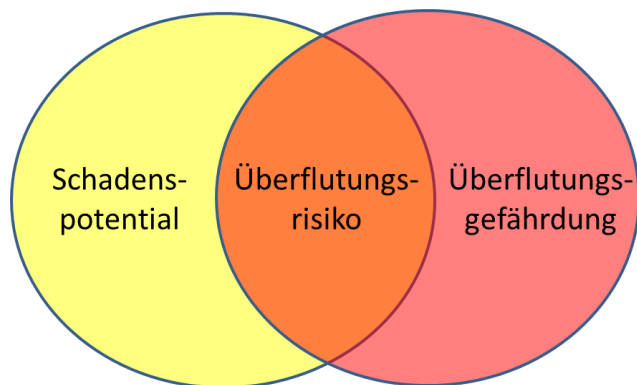 Schadens-
potential
Überflutungs-
risiko
Überflutungs-
gefährdung